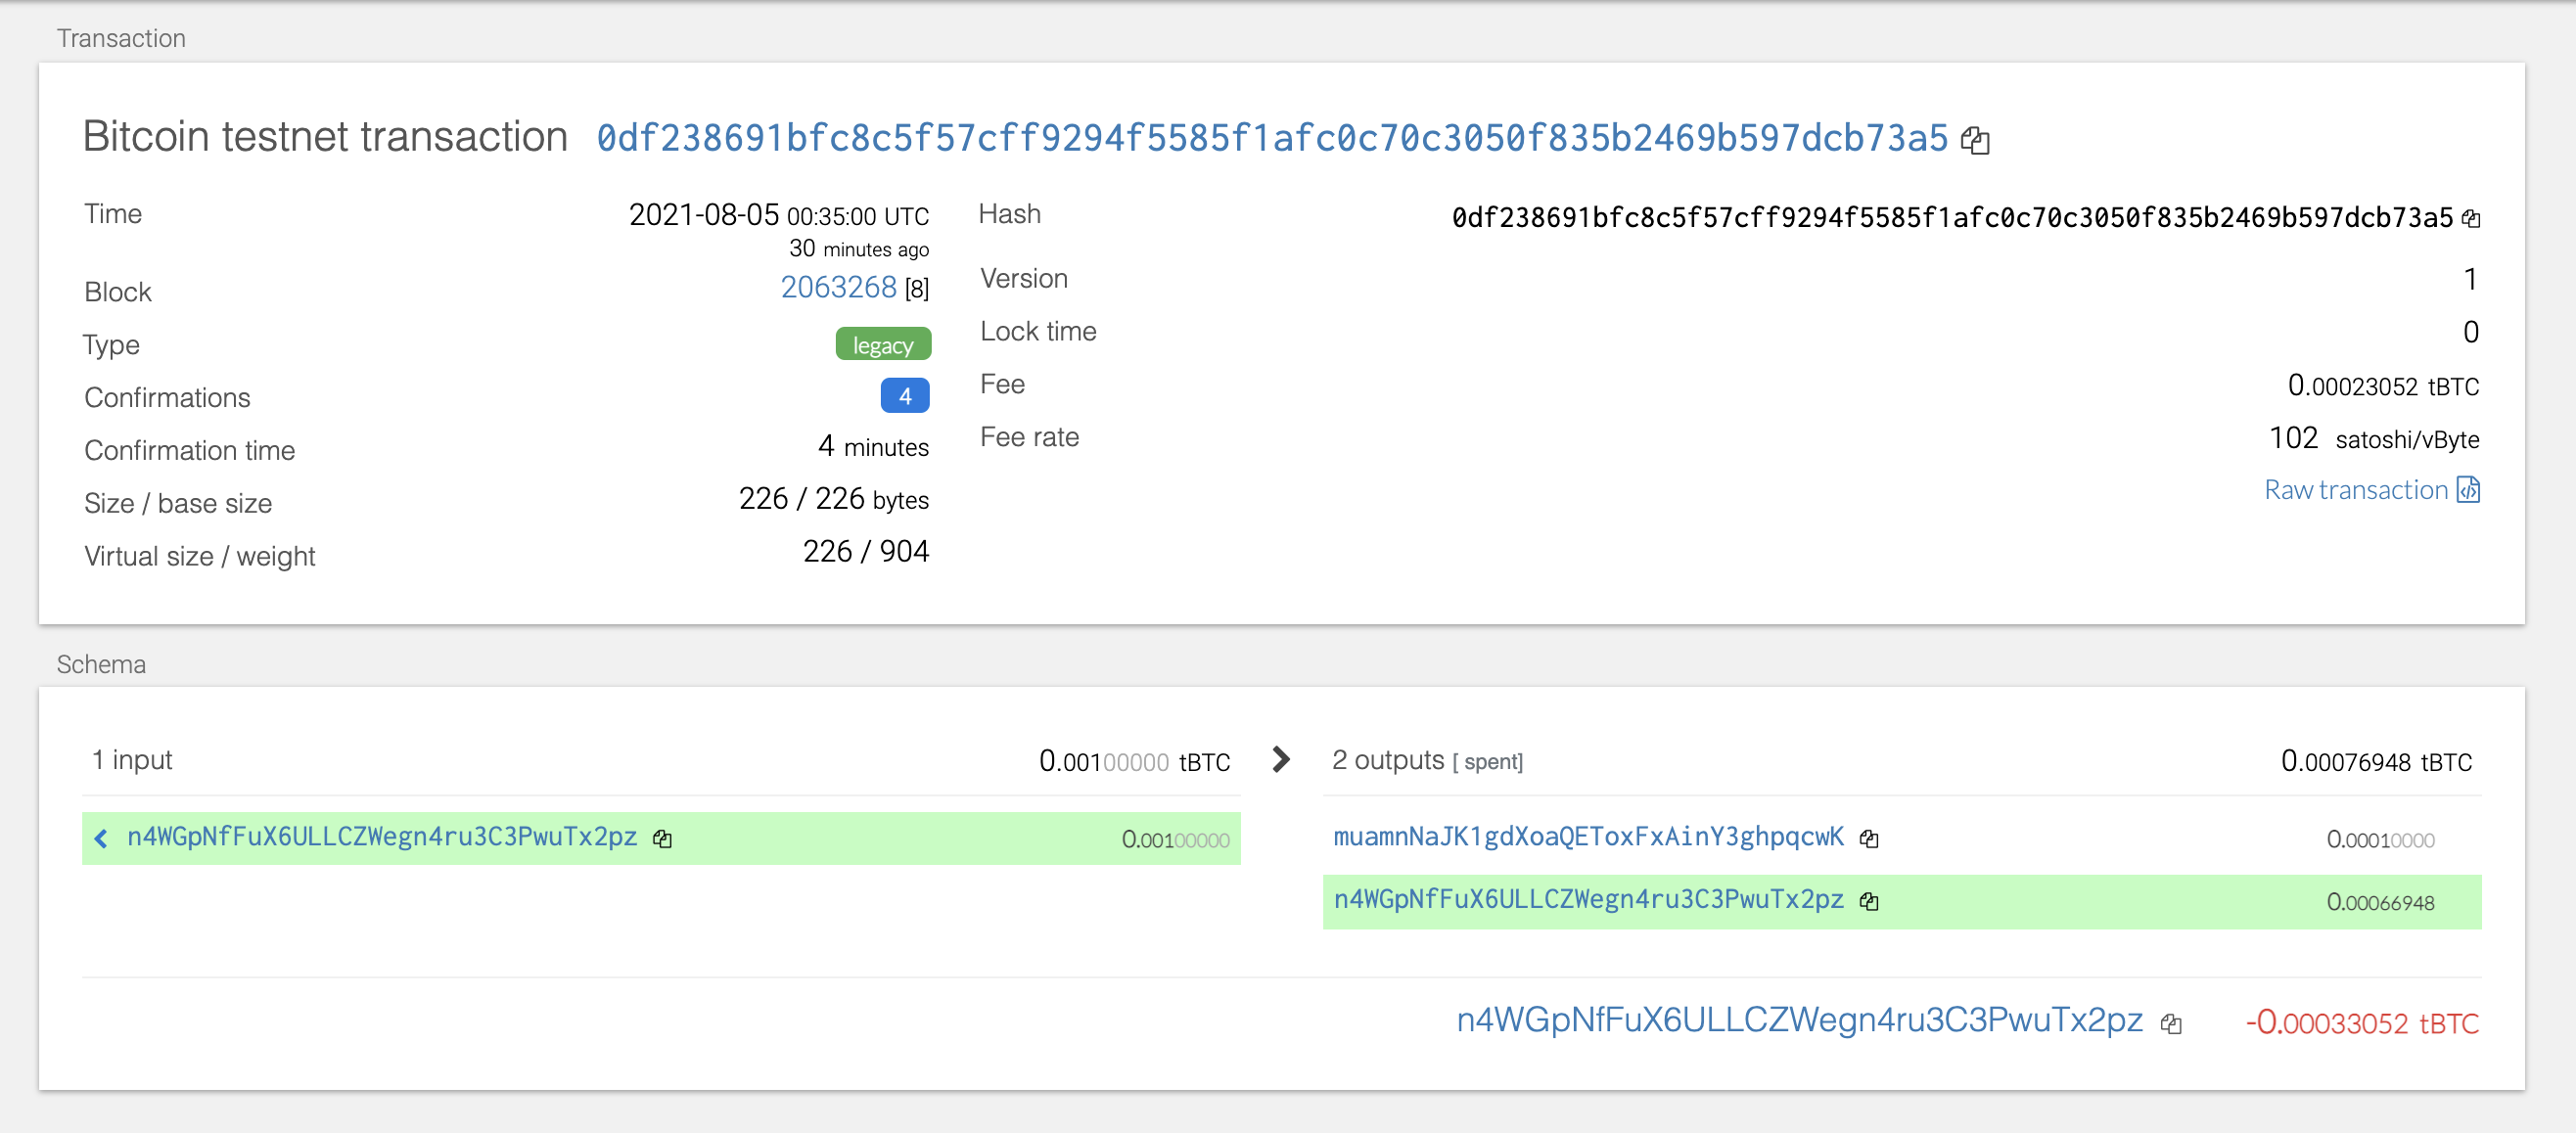 Transaction
Bitcoin testnet transaction 0df238691bfc8c5f57cff9294f5585f1afc0c70c3050f835b2469b597dcb73a5
Time 2021-08-05 00:35:00 UTC
30 minutes ago
Block 2063268 [8]
Type legacy
Confirmations 4
Confirmation time 4 minutes
Size / base size 226 / 226 bytes
Virtual size / weight 226 / 904
Hash 0df238691bfc8c5f57cff9294f5585f1afc0c70c3050f835b2469b597dcb73a5
Version 1
Lock time 0
Fee 0.00023052 tBTC
Fee rate 102 satoshi/vByte
Raw transaction
Schema
1 input 0.00100000 tBTC
n4WGpNfFuX6ULLCZWegn4ru3C3PwuTx2pz 0.00100000
2 outputs [ spent] 0.00076948 tBTC
muamnNaJK1gdXoaQEToxFxAinY3ghpqcwK 0.00010000
n4WGpNfFuX6ULLCZWegn4ru3C3PwuTx2pz 0.00066948
n4WGpNfFuX6ULLCZWegn4ru3C3PwuTx2pz -0.00033052 tBTC